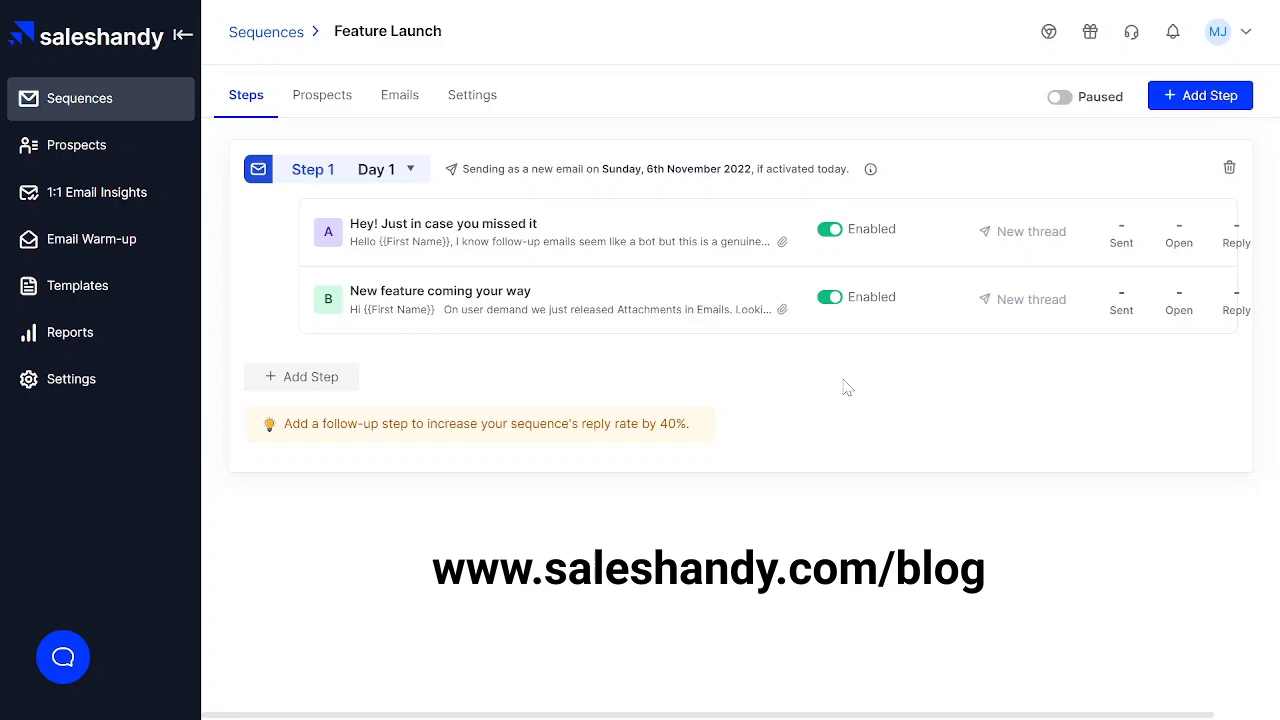 saleshandy
Sequences
Prospects
1:1 Email Insights
Email Warm-up
Templates
Reports
Settings
Sequences > Feature Launch
MJ
Steps Prospects Emails Settings
Paused
+ Add Step
Step 1 Day 1
Sending as a new email on Sunday, 6th November 2022, if activated today.
A
Hey! Just in case you missed it
Hello {{First Name}}, I know follow-up emails seem like a bot but this is a genuine...
Enabled
New thread
- Sent
- Open
- Reply
B
New feature coming your way
Hi {{First Name}} On user demand we just released Attachments in Emails. Looki...
Enabled
New thread
- Sent
- Open
- Reply
+ Add Step
Add a follow-up step to increase your sequence's reply rate by 40%.
www.saleshandy.com/blog